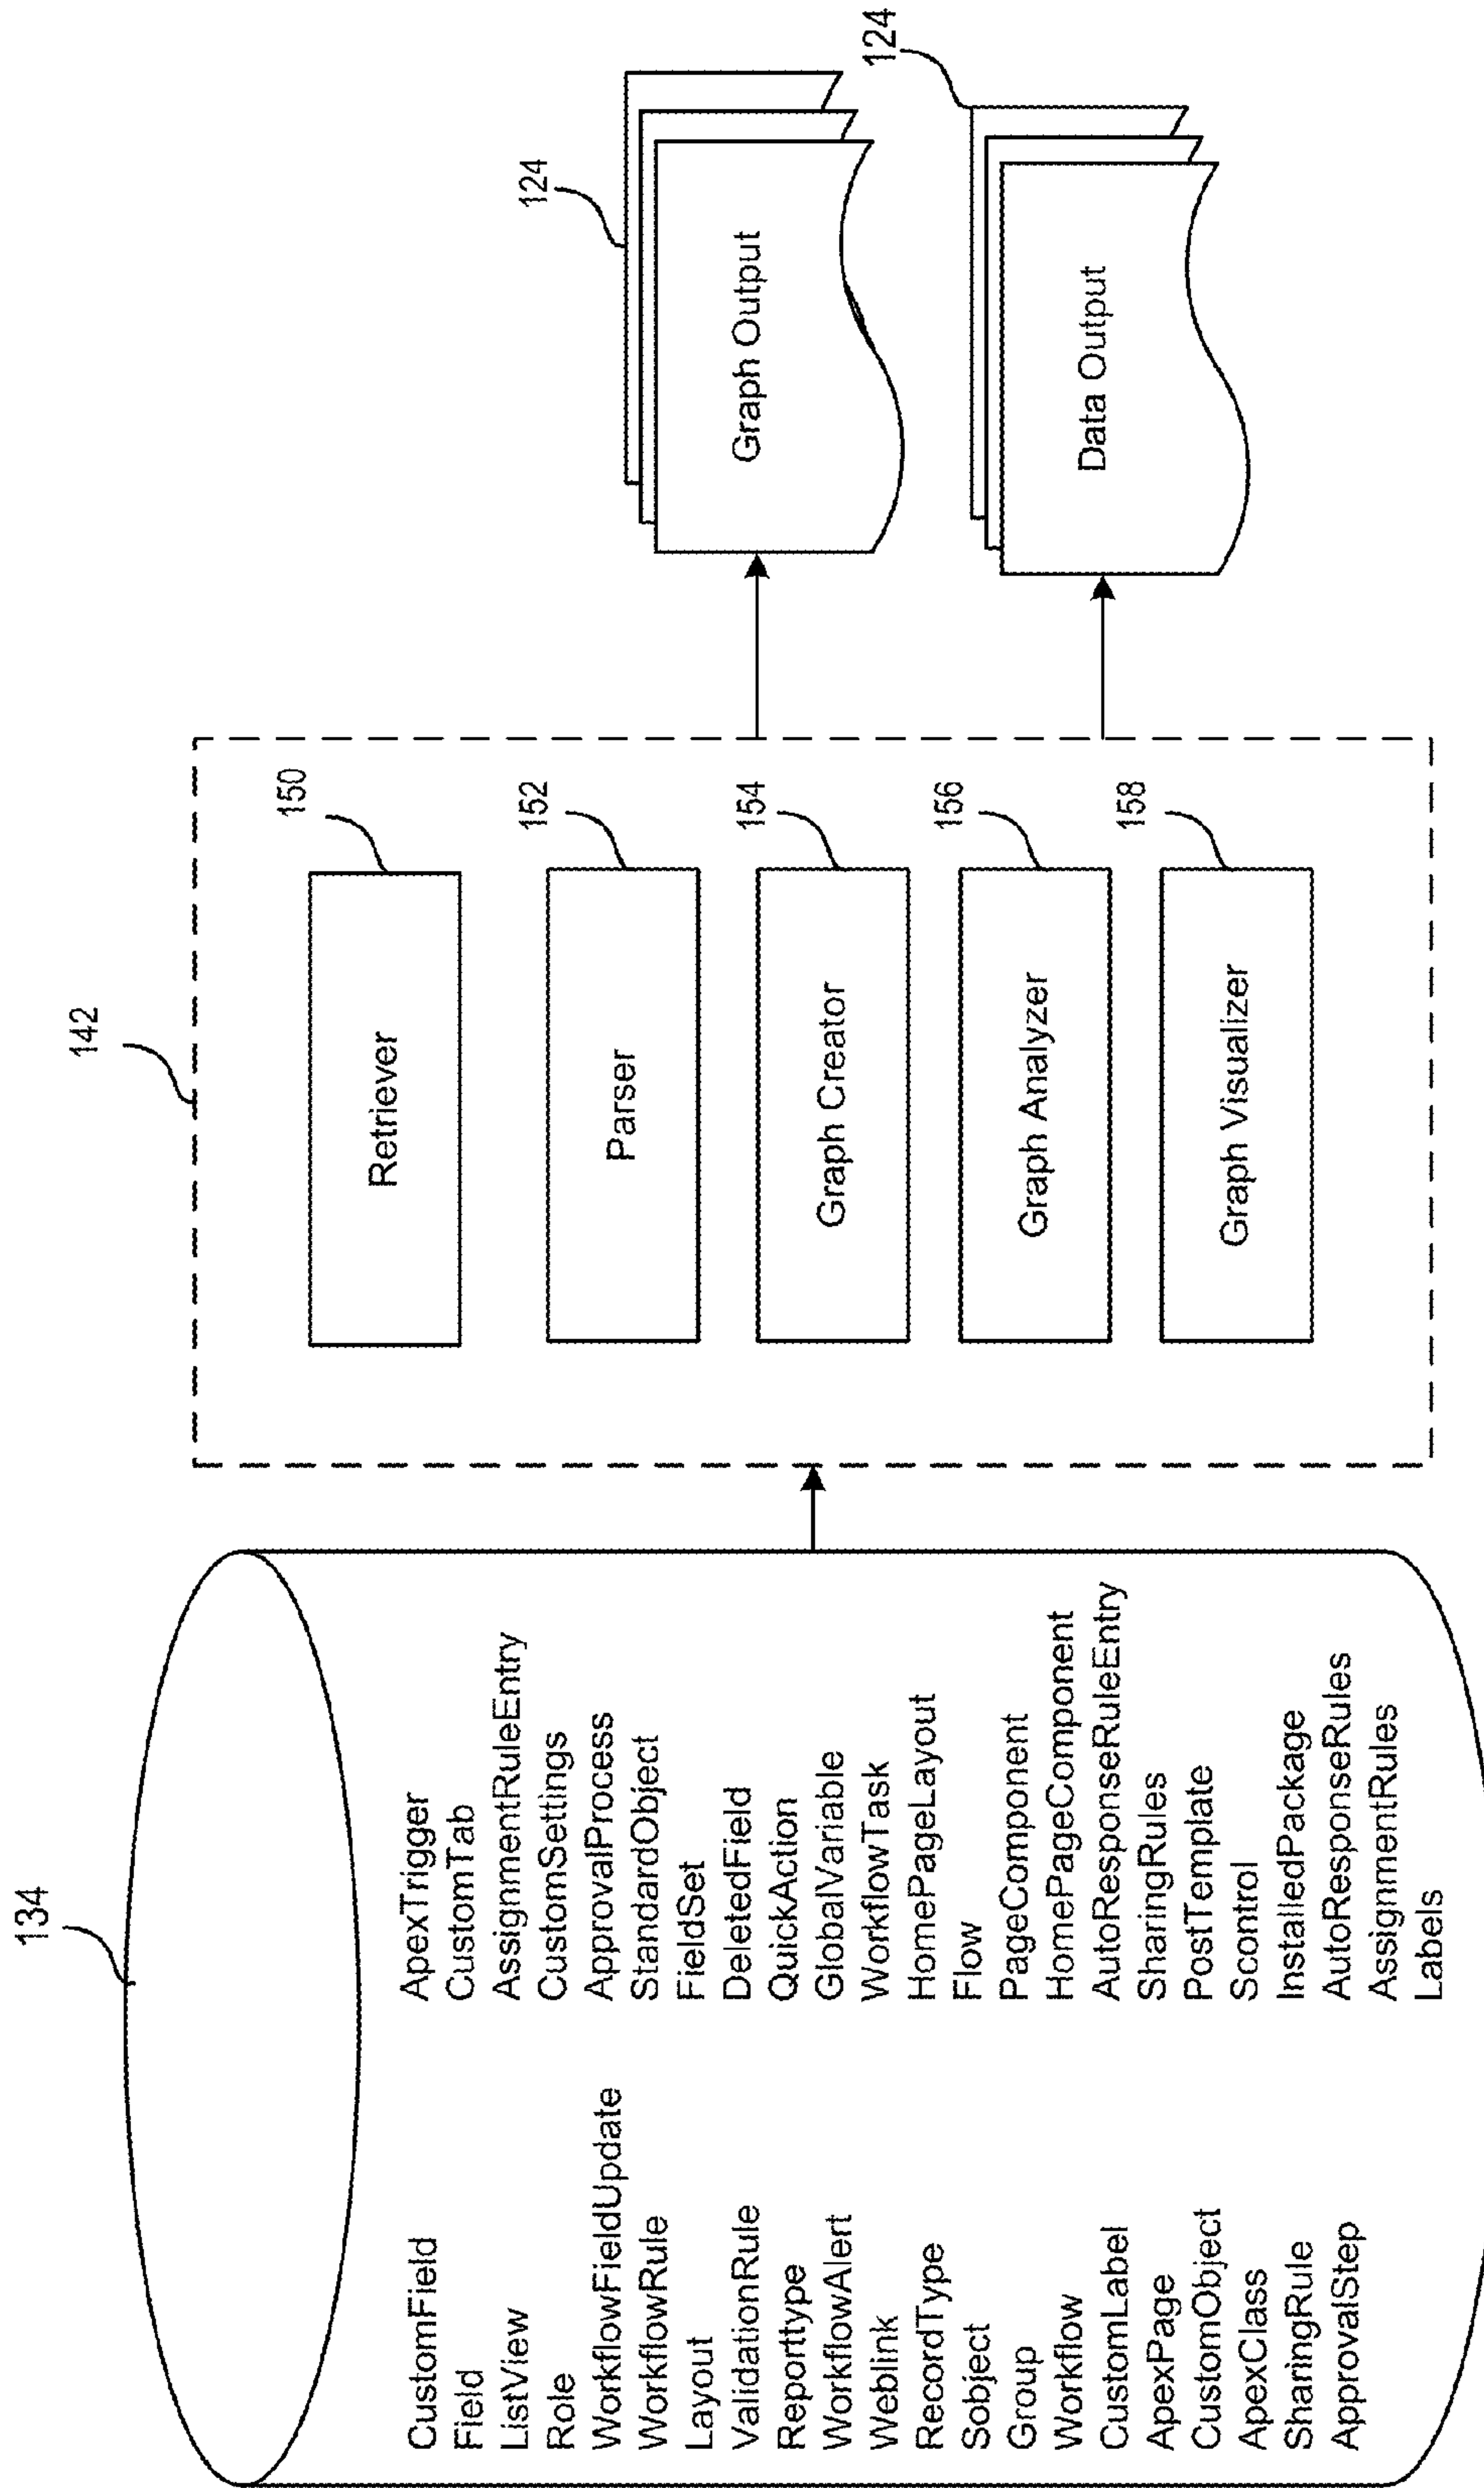 134
CustomField
Field
ListView
Role
WorkflowFieldUpdate
WorkflowRule
Layout
ValidationRule
Reporttype
WorkflowAlert
Weblink
RecordType
Sobject
Group
Workflow
CustomLabel
ApexPage
CustomObject
ApexClass
SharingRule
ApprovalStep
ApexTrigger
CustomTab
AssignmentRuleEntry
CustomSettings
ApprovalProcess
StandardObject
FieldSet
DeletedField
QuickAction
GlobalVariable
WorkflowTask
HomePageLayout
Flow
PageComponent
HomePageComponent
AutoResponseRuleEntry
SharingRules
PostTemplate
Scontrol
InstalledPackage
AutoResponseRules
AssignmentRules
Labels
142
150
Retriever
152
Parser
154
Graph Creator
156
Graph Analyzer
158
Graph Visualizer
124
Graph Output
124
Data Output